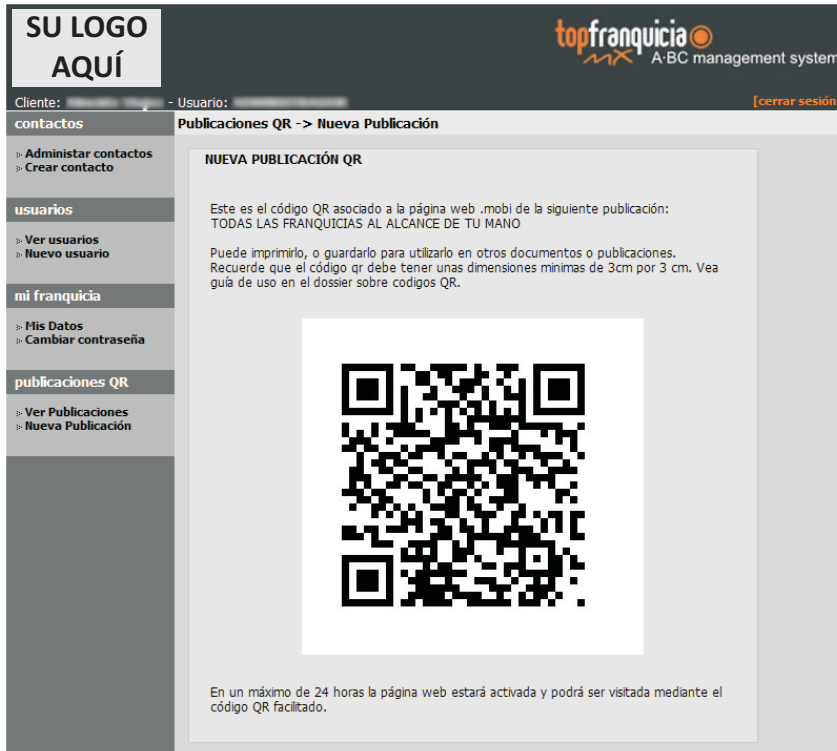 SU LOGO
AQUÍ
topfranquicia
mx
A·BC management system
Cliente: - Usuario:
[cerrar sesión
contactos
Publicaciones QR -> Nueva Publicación
» Administar contactos
» Crear contacto
usuarios
» Ver usuarios
» Nuevo usuario
mi franquicia
» Mis Datos
» Cambiar contraseña
publicaciones QR
» Ver Publicaciones
» Nueva Publicación
NUEVA PUBLICACIÓN QR
Este es el código QR asociado a la página web .mobi de la siguiente publicación:
TODAS LAS FRANQUICIAS AL ALCANCE DE TU MANO
Puede imprimirlo, o guardarlo para utilizarlo en otros documentos o publicaciones.
Recuerde que el código qr debe tener unas dimensiones minimas de 3cm por 3 cm. Vea
guía de uso en el dossier sobre codigos QR.
En un máximo de 24 horas la página web estará activada y podrá ser visitada mediante el
código QR facilitado.